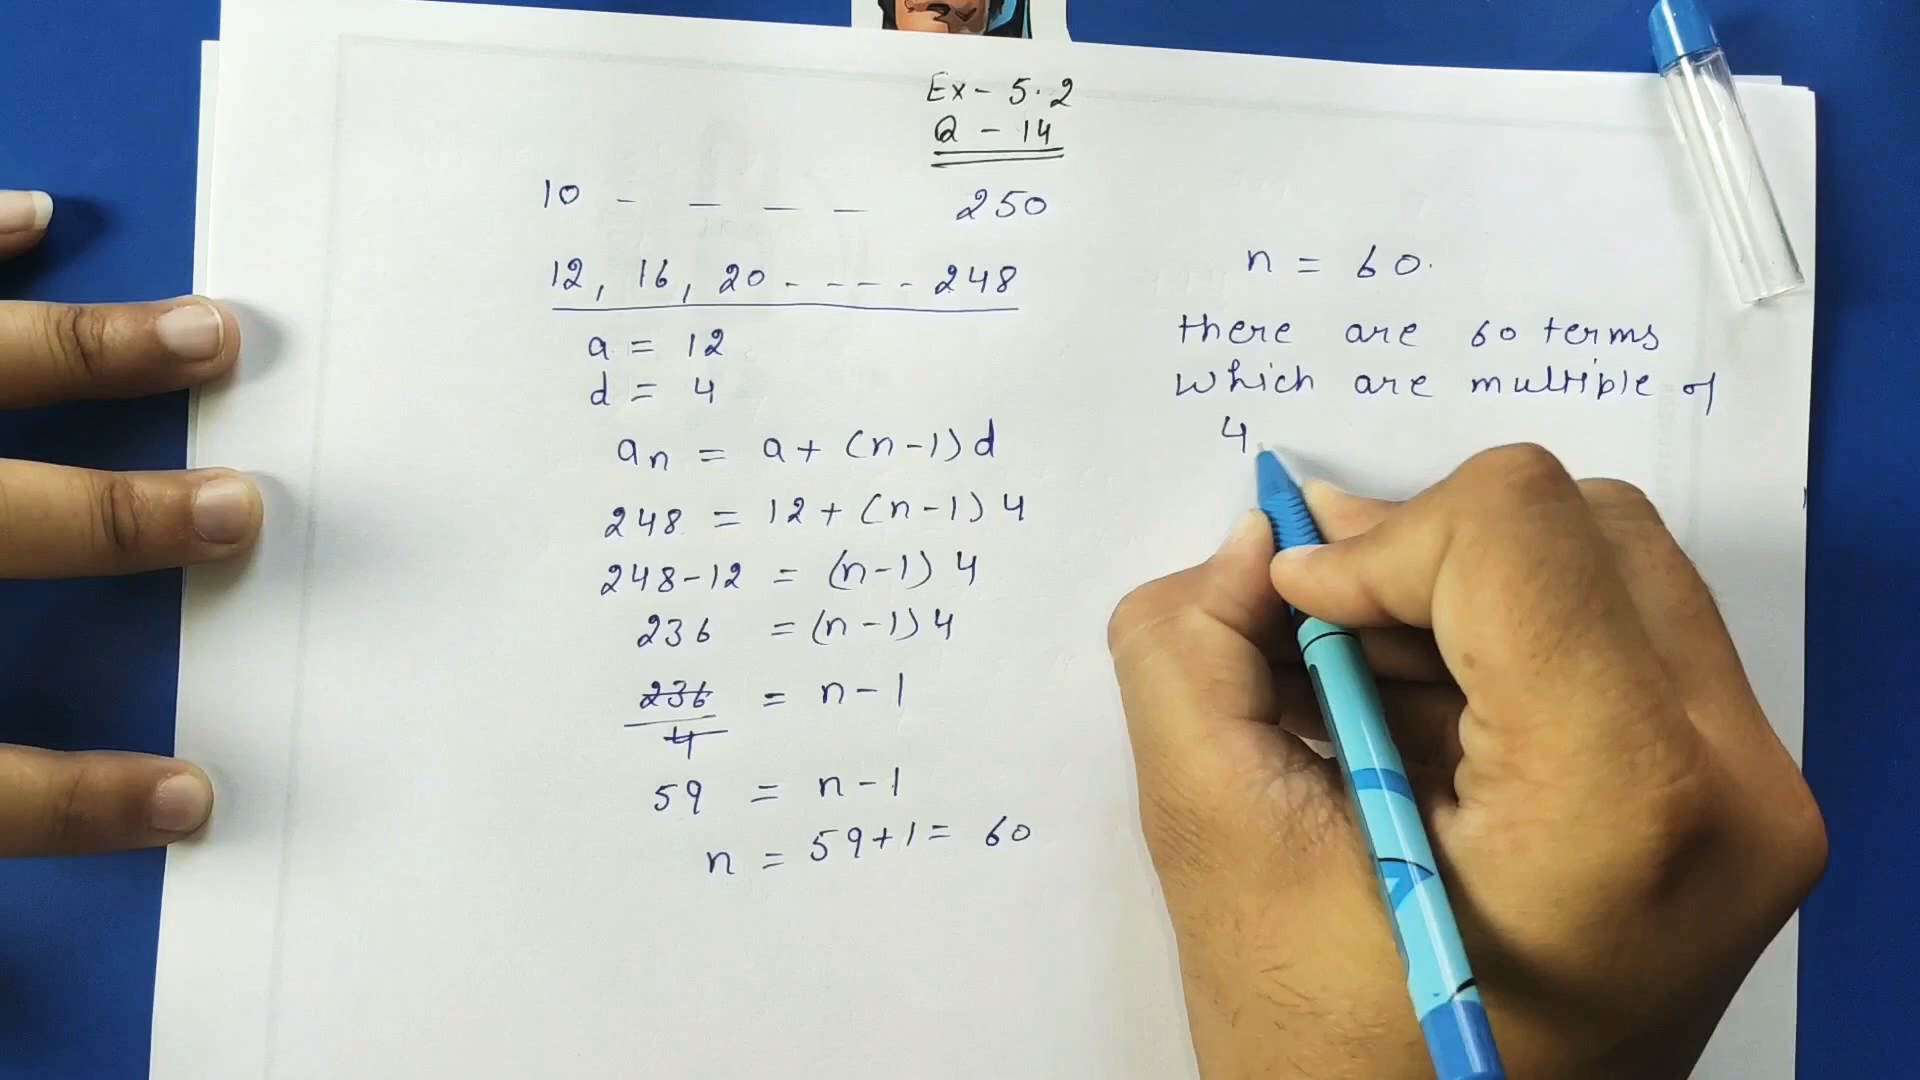 Ex - 5.2
Q - 14
10 - - - - 250
12, 16, 20 - - - - 248
a = 12
d = 4
an = a + (n-1) d
248 = 12 + (n-1) 4
248-12 = (n-1) 4
236 = (n-1) 4
236/4 = n-1
59 = n-1
n = 59+1 = 60
n = 60.
there are 60 terms
which are multiple of
4